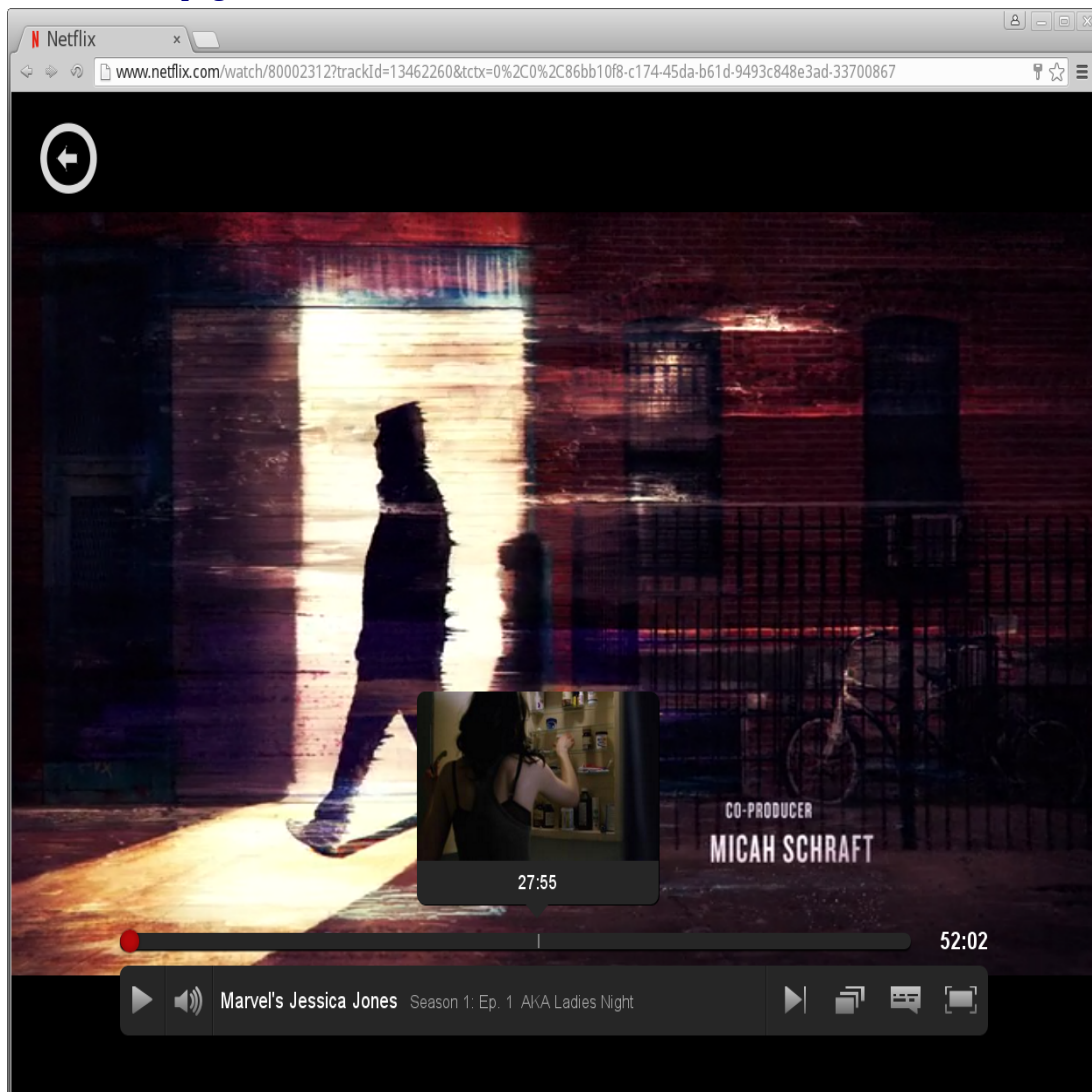 Netflix
www.netflix.com/watch/80002312?trackId=13462260&tctx=0%2C0%2C86bb10f8-c174-45da-b61d-9493c848e3ad-33700867
CO-PRODUCER
MICAH SCHRAFT
27:55
52:02
Marvel's Jessica Jones Season 1: Ep. 1 AKA Ladies Night